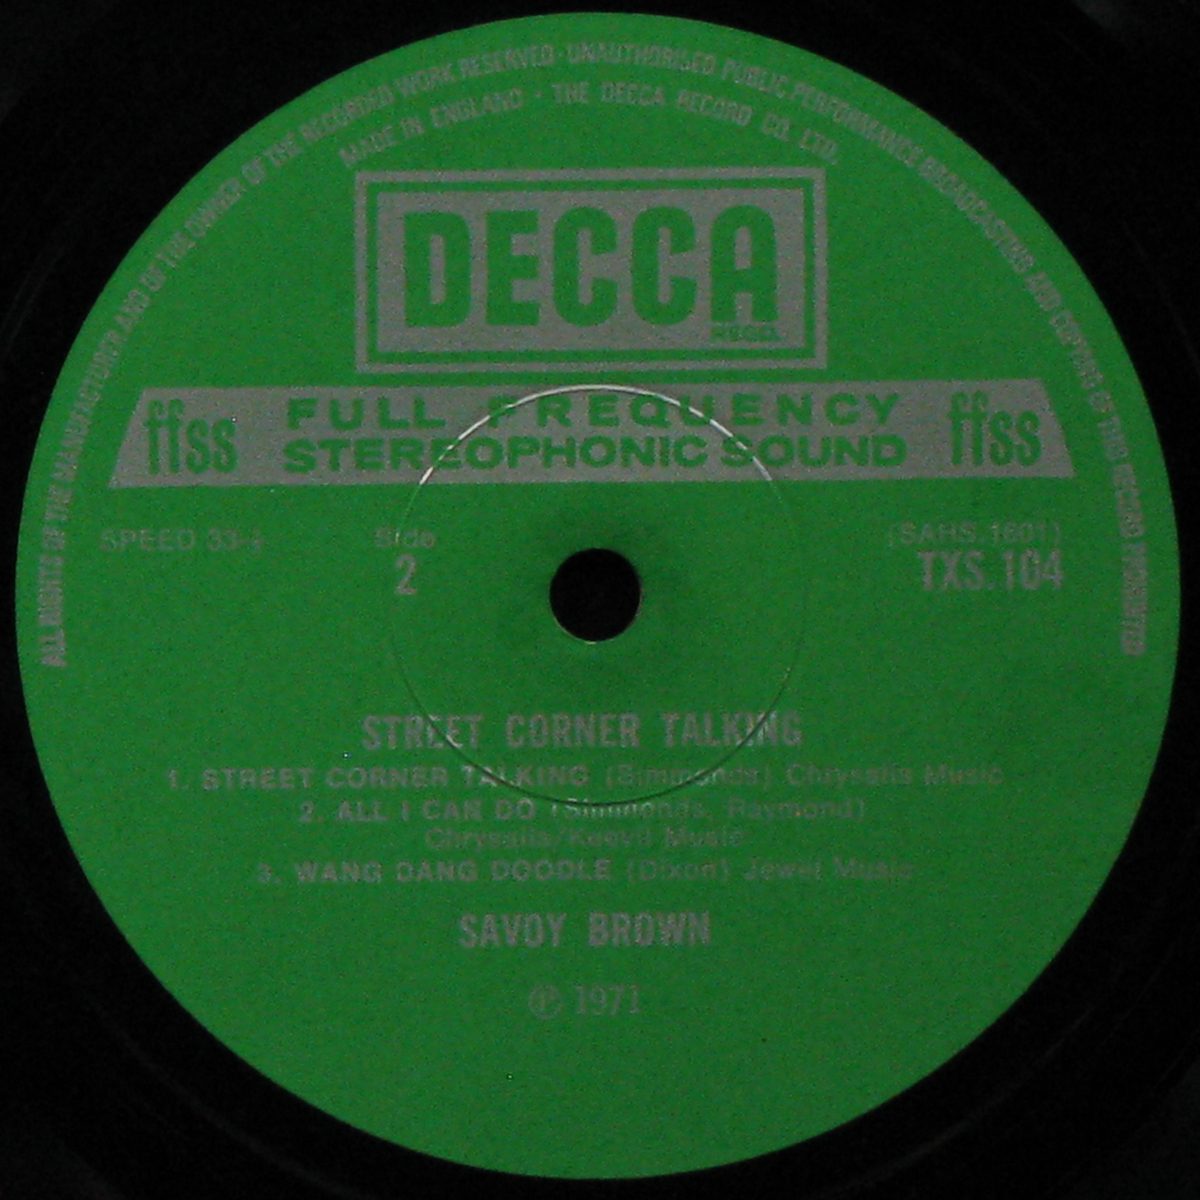 ALL RIGHTS OF THE MANUFACTURER AND OF THE OWNER OF THE RECORDED WORK RESERVED · UNAUTHORISED PUBLIC PERFORMANCE BROADCASTING AND COPYING OF THIS RECORD PROHIBITED
MADE IN ENGLAND · THE DECCA RECORD CO. LTD.
DECCA
REGD.
ffss FULL FREQUENCY ffss
STEREOPHONIC SOUND
SPEED 33⅓ Side (SAHS.1601)
2 TXS.104
STREET CORNER TALKING
1. STREET CORNER TALKING (Simmonds) Chrysalis Music
2. ALL I CAN DO (Simmonds, Raymond)
Chrysalis/Keevil Music
3. WANG DANG DOODLE (Dixon) Jewel Music
SAVOY BROWN
℗ 1971